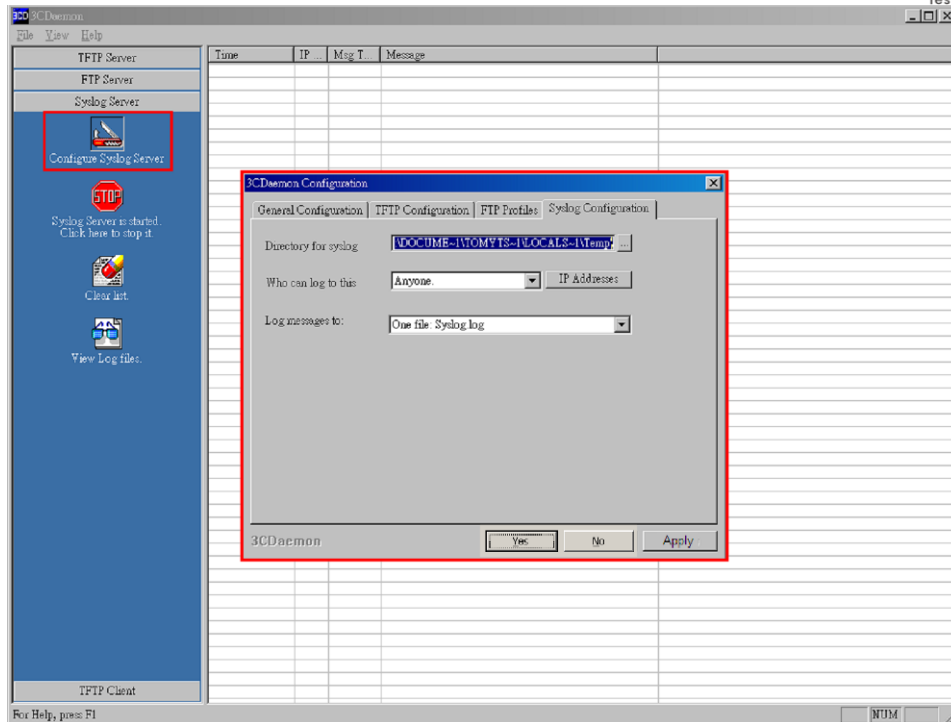 Yes
3CD 3CDaemon
File View Help
TFTP Server
FTP Server
Syslog Server
Configure Syslog Server
STOP
Syslog Server is started.
Click here to stop it.
Clear list.
View Log files.
TFTP Client
Time IP ... Msg T... Message
3CDaemon Configuration
General Configuration TFTP Configuration FTP Profiles Syslog Configuration
Directory for syslog \DOCUME~1\TOMYTS~1\LOCALS~1\Temp\ ...
Who can log to this Anyone. IP Addresses
Log messages to: One file: Syslog log
3CDaemon Yes No Apply
For Help, press F1 NUM